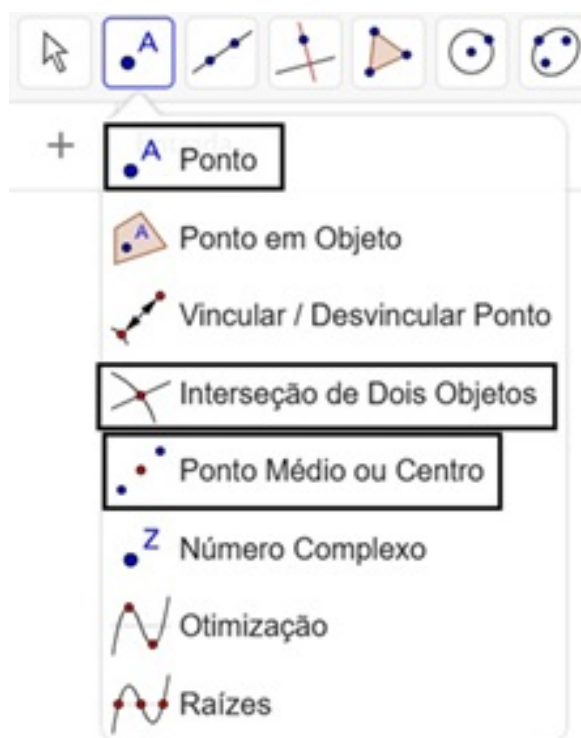 A
A Ponto
A Ponto em Objeto
Vincular / Desvincular Ponto
Interseção de Dois Objetos
Ponto Médio ou Centro
Z Número Complexo
Otimização
Raízes